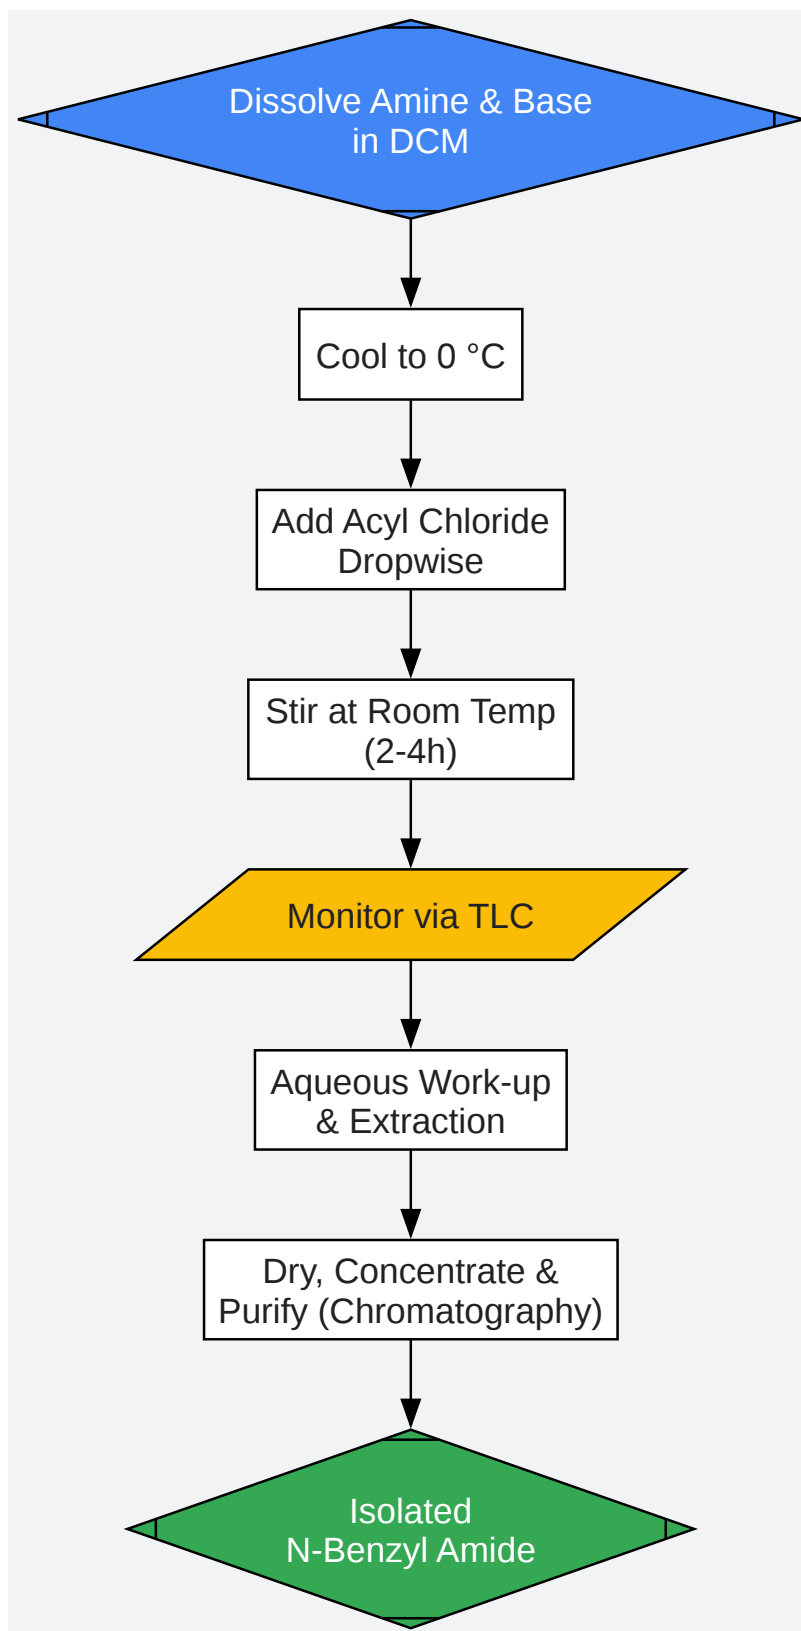 Dissolve Amine & Base
in DCM
Cool to 0 °C
Add Acyl Chloride
Dropwise
Stir at Room Temp
(2-4h)
Monitor via TLC
Aqueous Work-up
& Extraction
Dry, Concentrate &
Purify (Chromatography)
Isolated
N-Benzyl Amide